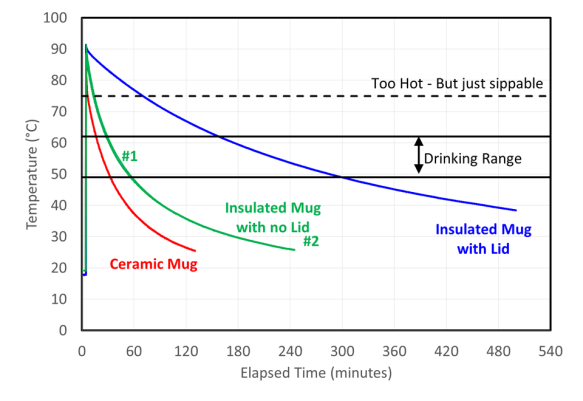 100
90
80
70
60
50
40
30
20
10
0
Temperature (°C)
Too Hot - But just sippable
Drinking Range
#1
Insulated Mug
with no Lid
#2
Insulated Mug
with Lid
Ceramic Mug
0 60 120 180 240 300 360 420 480 540
Elapsed Time (minutes)